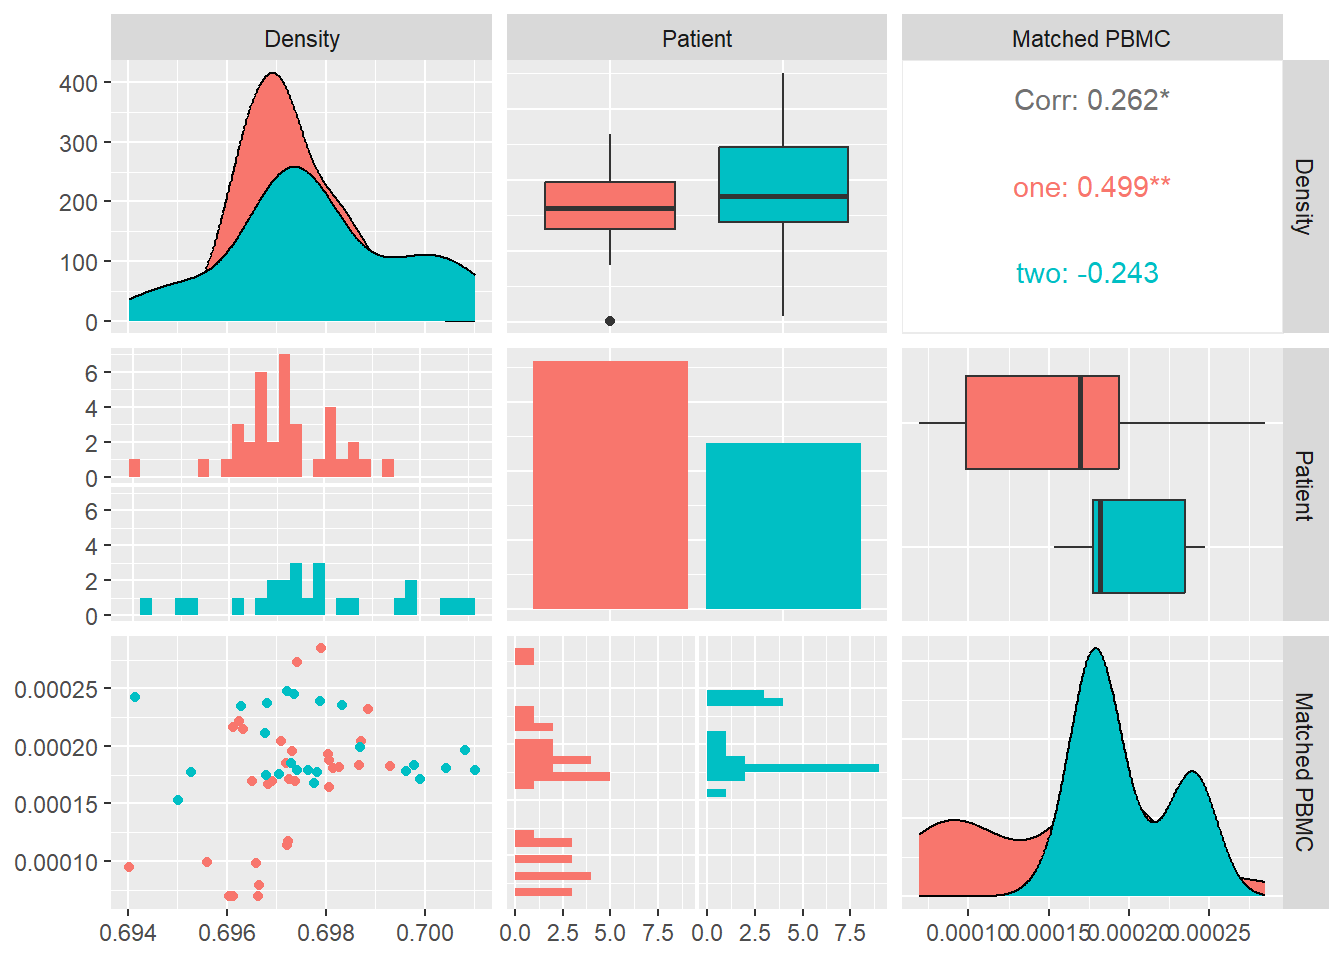 Density Patient Matched PBMC
400
300
200
100
0
Corr: 0.262*
one: 0.499**
two: -0.243
Density
6
4
2
0
6
4
2
0
Patient
0.00025
0.00020
0.00015
0.00010
Matched PBMC
0.694 0.696 0.698 0.700 0.0 2.5 5.0 7.5 0.0 2.5 5.0 7.5 0.00010 0.00015 0.00020 0.00025